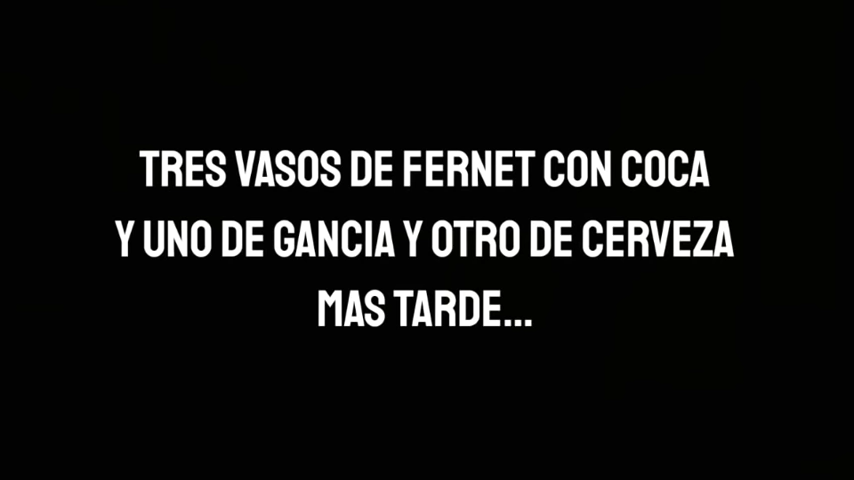 TRES VASOS DE FERNET CON COCA
Y UNO DE GANCIA Y OTRO DE CERVEZA
MAS TARDE...